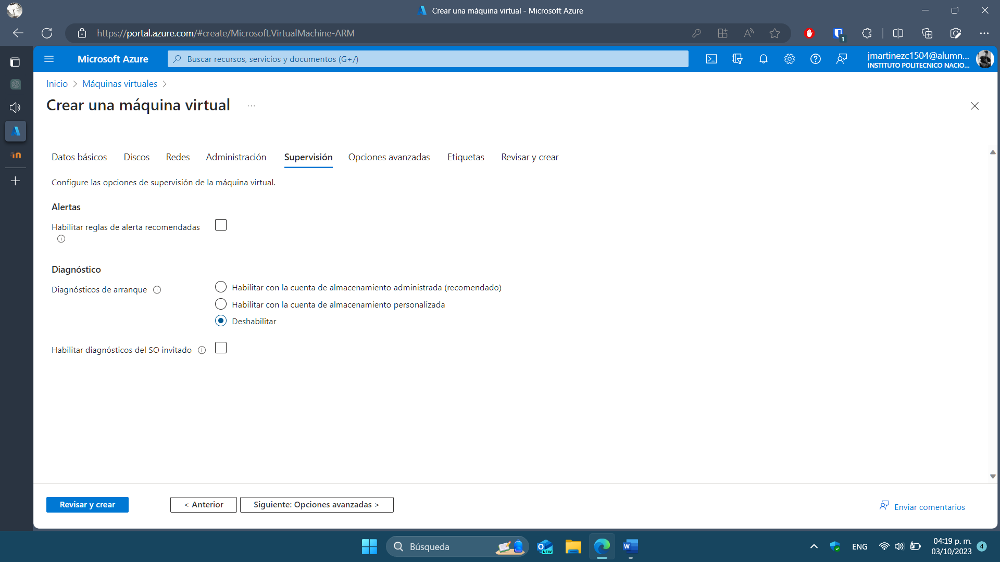 Crear una máquina virtual - Microsoft Azure
https://portal.azure.com/#create/Microsoft.VirtualMachine-ARM
1
Microsoft Azure
Buscar recursos, servicios y documentos (G+/)
jmartinezc1504@alumn...
INSTITUTO POLITECNICO NACIO...
Inicio > Máquinas virtuales >
Crear una máquina virtual ...
Datos básicos Discos Redes Administración Supervisión Opciones avanzadas Etiquetas Revisar y crear
Configure las opciones de supervisión de la máquina virtual.
Alertas
Habilitar reglas de alerta recomendadas
Diagnóstico
Diagnósticos de arranque
Habilitar con la cuenta de almacenamiento administrada (recomendado)
Habilitar con la cuenta de almacenamiento personalizada
Deshabilitar
Habilitar diagnósticos del SO invitado
Revisar y crear
< Anterior
Siguiente: Opciones avanzadas >
Enviar comentarios
Búsqueda
NEW
ENG
04:19 p. m.
03/10/2023
4